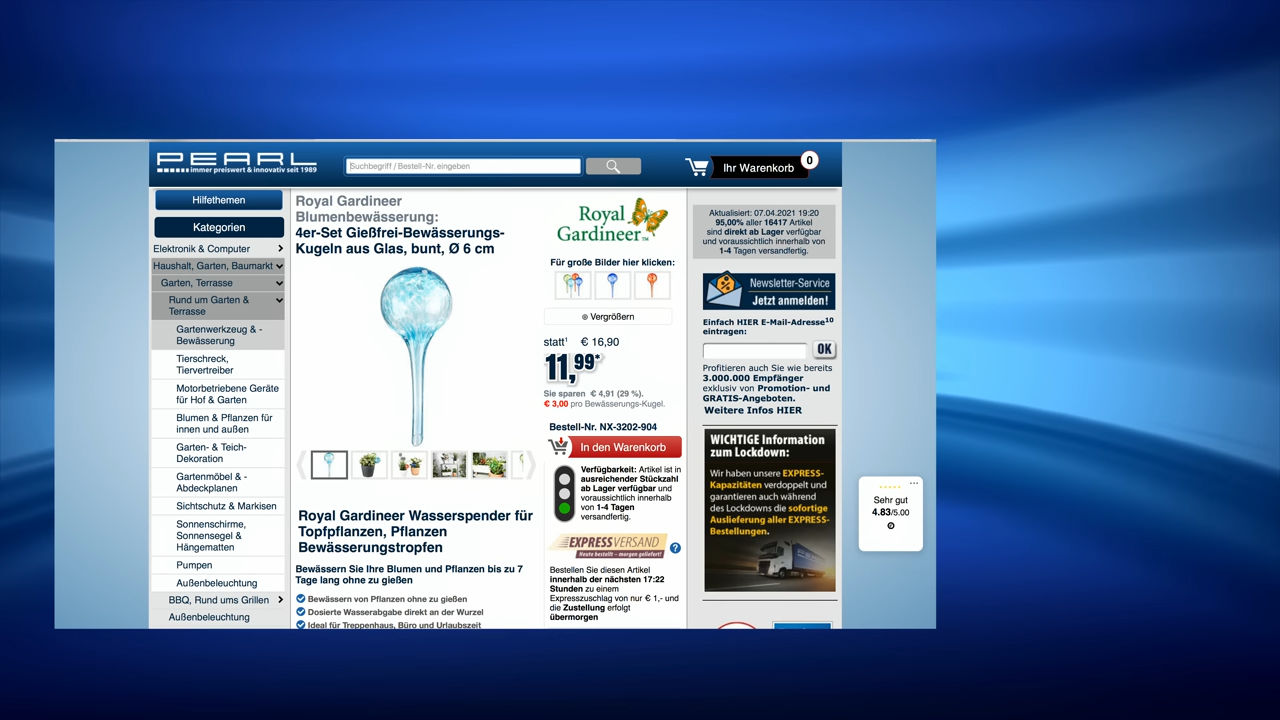 PEARL
immer preiswert & innovativ seit 1989
Suchbegriff / Bestell-Nr. eingeben
Ihr Warenkorb
0
Hilfethemen
Kategorien
Elektronik & Computer
Haushalt, Garten, Baumarkt
Garten, Terrasse
Rund um Garten &
Terrasse
Gartenwerkzeug & -
Bewässerung
Tierschreck,
Tiervertreiber
Motorbetriebene Geräte
für Hof & Garten
Blumen & Pflanzen für
innen und außen
Garten- & Teich-
Dekoration
Gartenmöbel & -
Abdeckplanen
Sichtschutz & Markisen
Sonnenschirme,
Sonnensegel &
Hängematten
Pumpen
Außenbeleuchtung
BBQ, Rund ums Grillen
Außenbeleuchtung
Royal Gardineer
Blumenbewässerung:
4er-Set Gießfrei-Bewässerungs-
Kugeln aus Glas, bunt, Ø 6 cm
Royal Gardineer Wasserspender für
Topfpflanzen, Pflanzen
Bewässerungstropfen
Bewässern Sie Ihre Blumen und Pflanzen bis zu 7
Tage lang ohne zu gießen
Bewässern von Pflanzen ohne zu gießen
Dosierte Wasserabgabe direkt an der Wurzel
Ideal für Treppenhaus, Büro und Urlaubszeit
Royal
Gardineer™
Für große Bilder hier klicken:
Vergrößern
statt¹ € 16,90
11,99*
Sie sparen € 4,91 (29 %).
€ 3,00 pro Bewässerungs-Kugel.
Bestell-Nr. NX-3202-904
In den Warenkorb
Verfügbarkeit: Artikel ist in
ausreichender Stückzahl
ab Lager verfügbar und
voraussichtlich innerhalb
von 1-4 Tagen
versandfertig.
EXPRESSVERSAND
Heute bestellt – morgen geliefert!
?
Bestellen Sie diesen Artikel
innerhalb der nächsten 17:22
Stunden zu einem
Expresszuschlag von nur € 1,- und
die Zustellung erfolgt
übermorgen
Aktualisiert: 07.04.2021 19:20
95,00% aller 16417 Artikel
sind direkt ab Lager verfügbar
und voraussichtlich innerhalb von
1-4 Tagen versandfertig.
Newsletter-Service
Jetzt anmelden!
Einfach HIER E-Mail-Adresse¹⁰
eintragen:
OK
Profitieren auch Sie wie bereits
3.000.000 Empfänger
exklusiv von Promotion- und
GRATIS-Angeboten.
Weitere Infos HIER
WICHTIGE Information
zum Lockdown:
Wir haben unsere EXPRESS-
Kapazitäten verdoppelt und
garantieren auch während
des Lockdowns die sofortige
Auslieferung aller EXPRESS-
Bestellungen.
Sehr gut
4.83/5.00